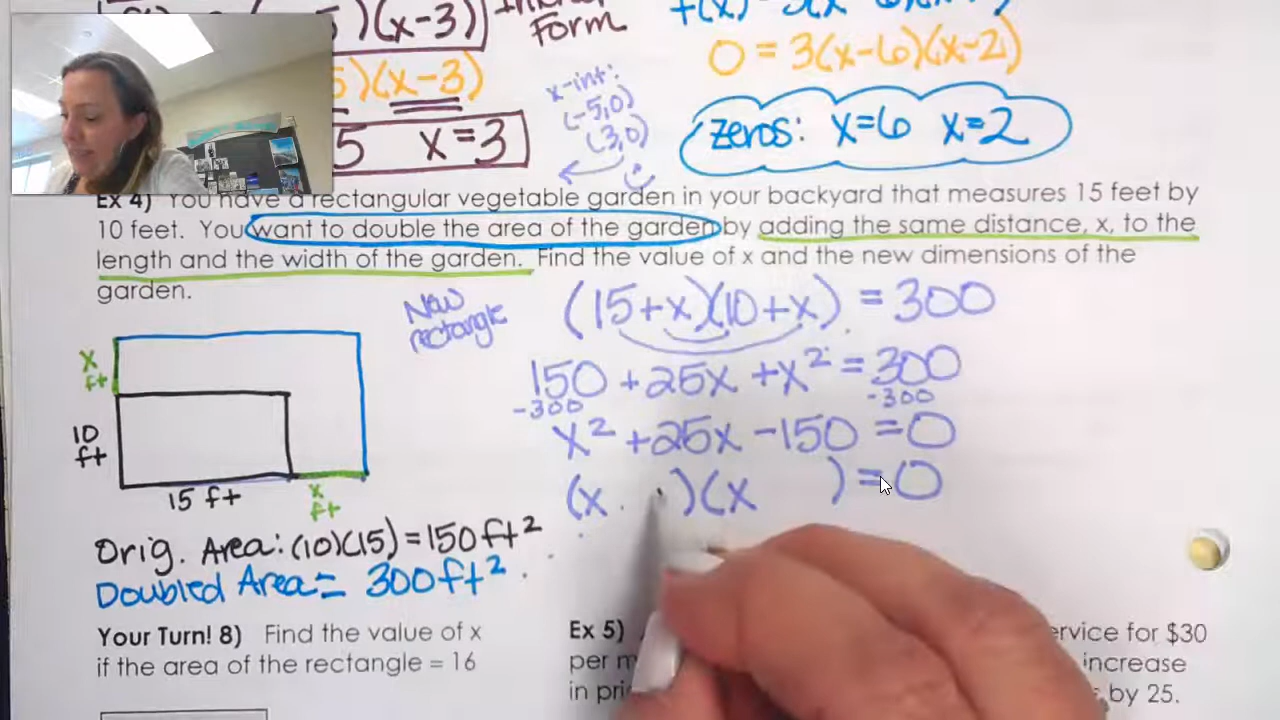 )(x-3)
Form
5)(x-3)
5 x=3
x-int:
(-5,0)
(3,0)
0=3(x-6)(x-2)
zeros: x=6 x=2
Ex 4) You have a rectangular vegetable garden in your backyard that measures 15 feet by
10 feet. You want to double the area of the garden by adding the same distance, x, to the
length and the width of the garden. Find the value of x and the new dimensions of the
garden.
New
rectangle
(15+x)(10+x) = 300
150 +25x +x² = 300
-300 -300
x² +25x -150 =0
(x )(x )=0
x
ft
10
ft
15 ft
x
ft
Orig. Area: (10)(15) = 150ft²
Doubled Area = 300ft²
Your Turn! 8) Find the value of x
if the area of the rectangle = 16
Ex 5) ervice for $30
per m increase
in pri by 25.